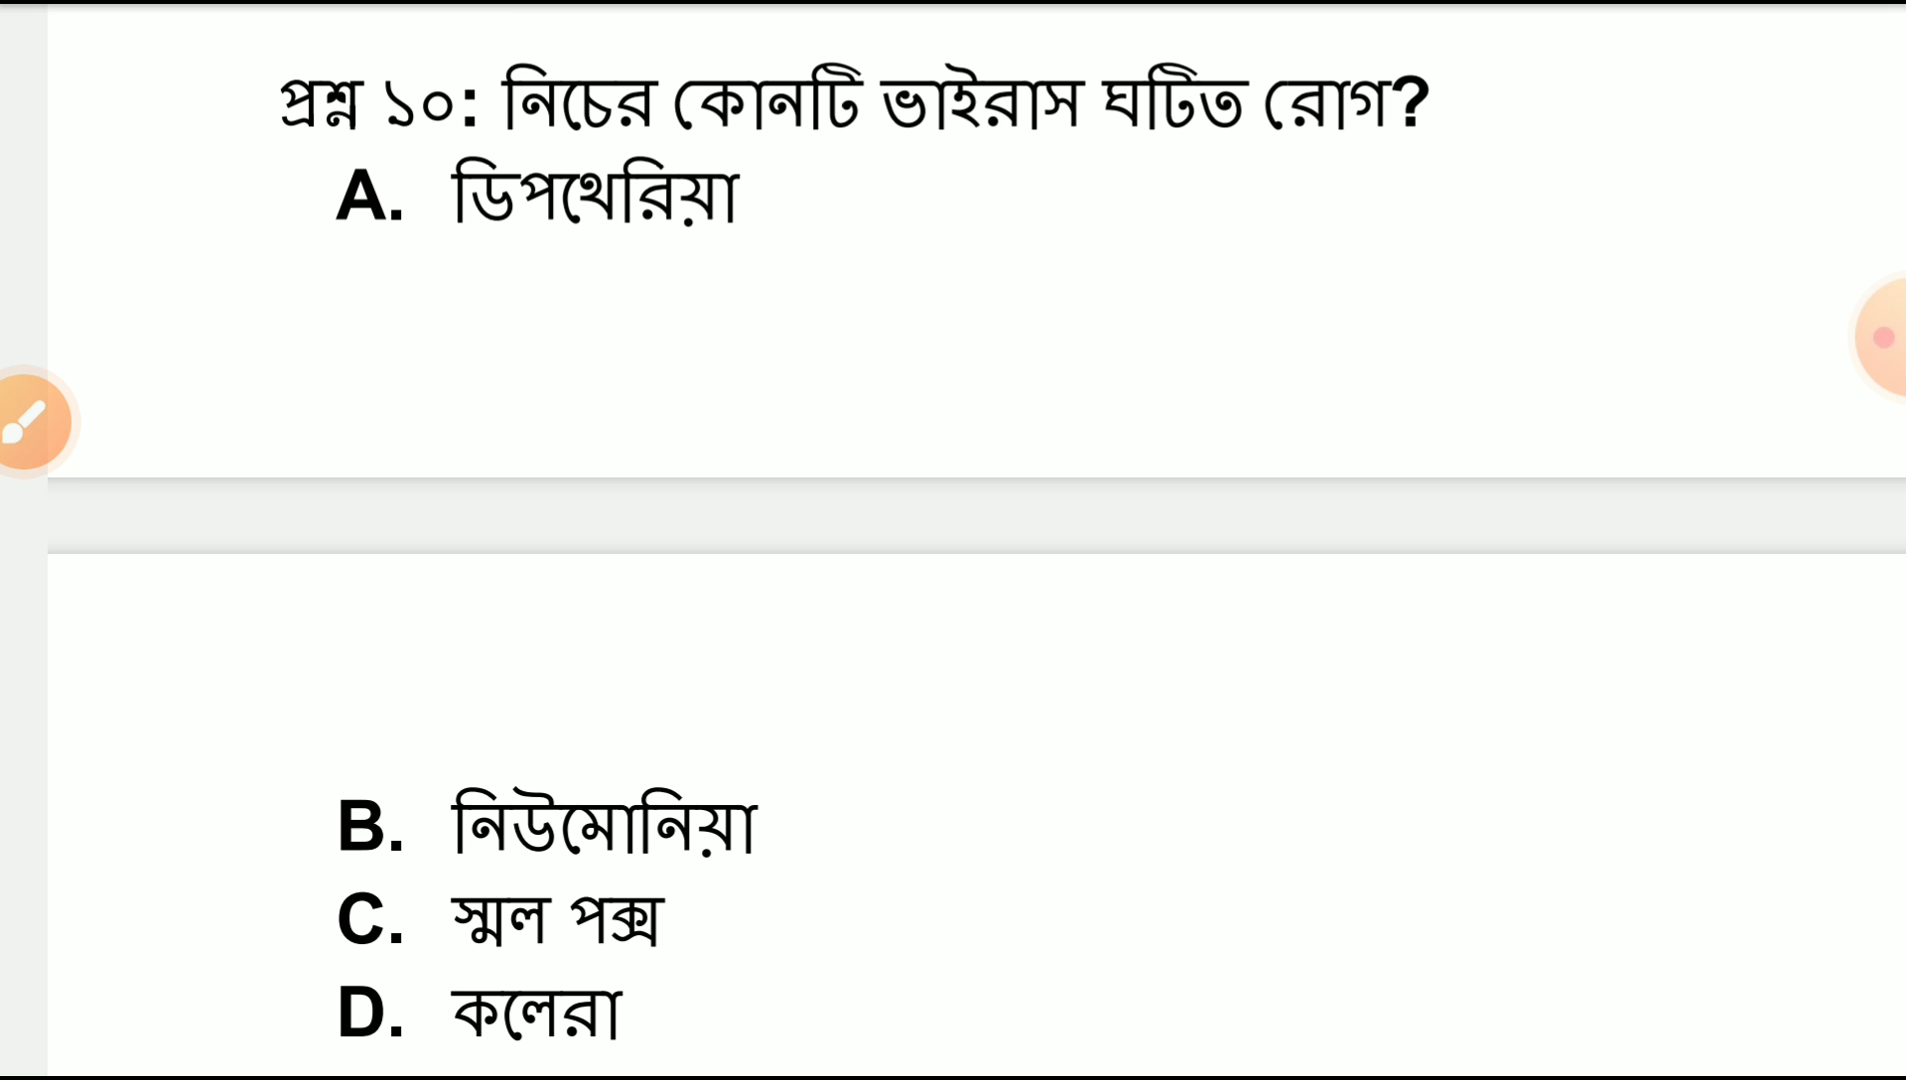 প্রশ্ন ১০: নিচের কোনটি ভাইরাস ঘটিত রোগ?
A. ডিপথেরিয়া
B. নিউমোনিয়া
C. স্মল পক্স
D. কলেরা